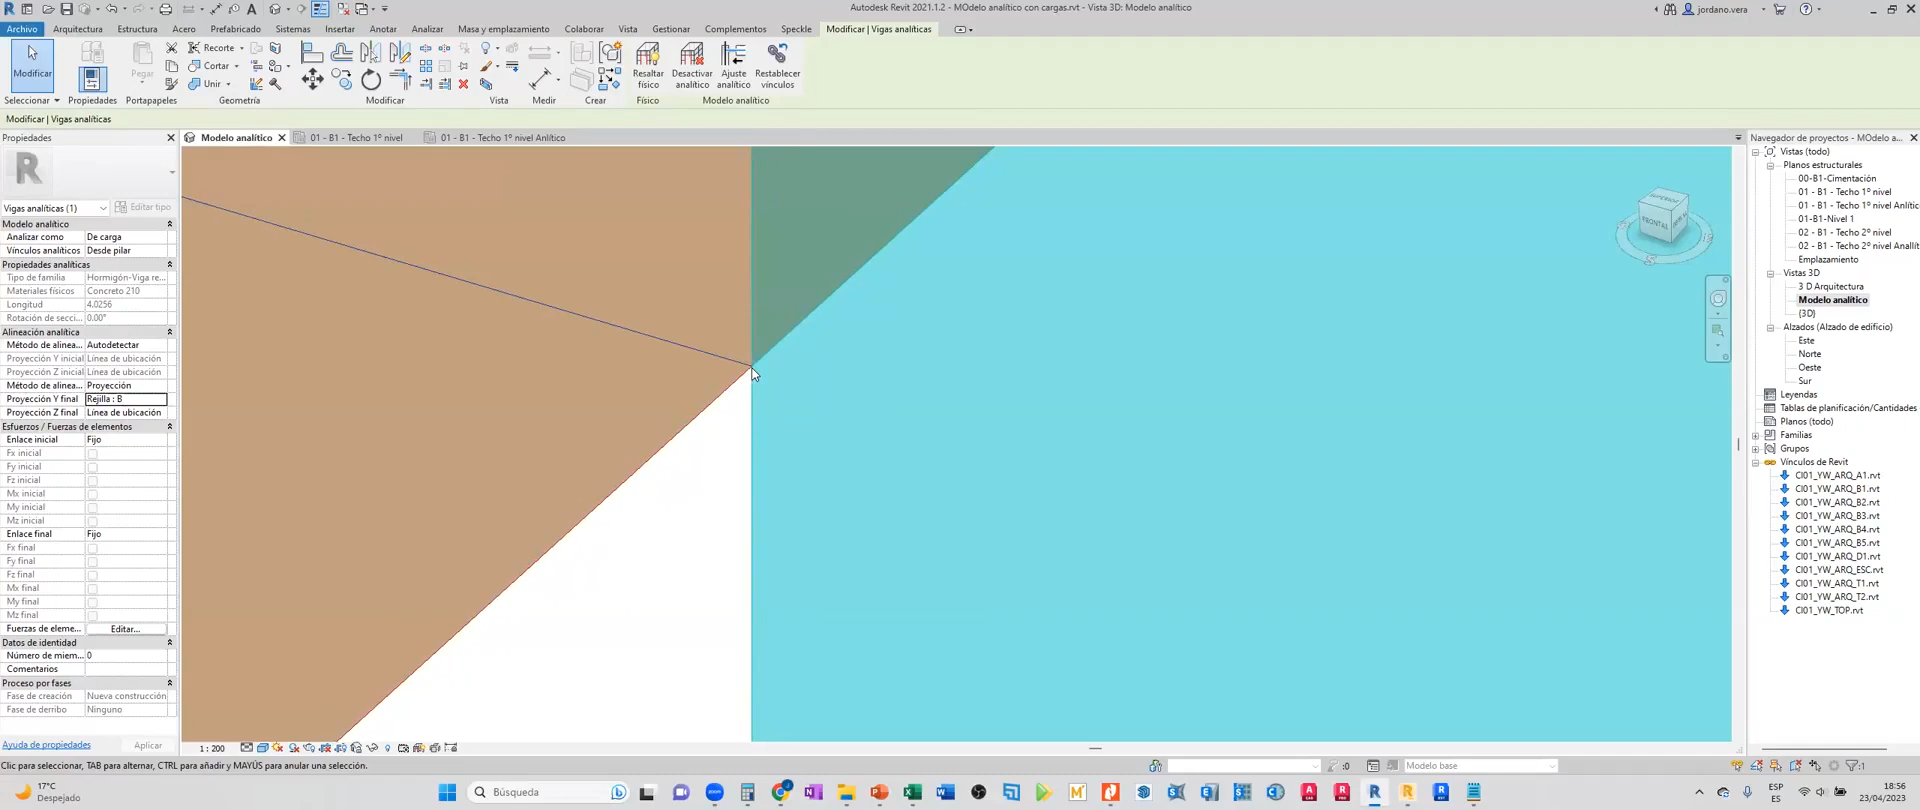 Autodesk Revit 2021.1.2 - MOdelo analítico con cargas.rvt - Vista 3D: Modelo analítico
jordano.vera
Archivo Arquitectura Estructura Acero Prefabricado Sistemas Insertar Anotar Analizar Masa y emplazamiento Colaborar Vista Gestionar Complementos Speckle Modificar | Vigas analíticas
Modificar
Pegar
Recorte
Cortar
Unir
Resaltar físico
Desactivar analítico
Ajuste analítico
Restablecer vínculos
Seleccionar Propiedades Portapapeles Geometría Modificar Vista Medir Crear Físico Modelo analítico
Modificar | Vigas analíticas
Propiedades
Modelo analítico
01 - B1 - Techo 1º nivel
01 - B1 - Techo 1º nivel Anlítico
Vigas analíticas (1)
Editar tipo
Modelo analítico
Analizar como De carga
Vínculos analíticos Desde pilar
Propiedades analíticas
Tipo de familia Hormigón-Viga re...
Materiales físicos Concreto 210
Longitud 4.0256
Rotación de secci... 0.00°
Alineación analítica
Método de alinea... Autodetectar
Proyección Y inicial Línea de ubicación
Proyección Z inicial Línea de ubicación
Método de alinea... Proyección
Proyección Y final Rejilla : B
Proyección Z final Línea de ubicación
Esfuerzos / Fuerzas de elementos
Enlace inicial Fijo
Fx inicial
Fy inicial
Fz inicial
Mx inicial
My inicial
Mz inicial
Enlace final Fijo
Fx final
Fy final
Fz final
Mx final
My final
Mz final
Fuerzas de eleme... Editar...
Datos de identidad
Número de miem... 0
Comentarios
Proceso por fases
Fase de creación Nueva construcción
Fase de derribo Ninguno
Ayuda de propiedades
Aplicar
SUPERIOR
FRONTAL
Navegador de proyectos - MOdelo a...
Vistas (todo)
Planos estructurales
00-B1-Cimentación
01 - B1 - Techo 1º nivel
01 - B1 - Techo 1º nivel Anlític
01-B1-Nivel 1
02 - B1 - Techo 2º nivel
02 - B1 - Techo 2º nivel Anallít
Emplazamiento
Vistas 3D
3 D Arquitectura
Modelo analítico
{3D}
Alzados (Alzado de edificio)
Este
Norte
Oeste
Sur
Leyendas
Tablas de planificación/Cantidades
Planos (todo)
Familias
Grupos
Vínculos de Revit
CI01_YW_ARQ_A1.rvt
CI01_YW_ARQ_B1.rvt
CI01_YW_ARQ_B2.rvt
CI01_YW_ARQ_B3.rvt
CI01_YW_ARQ_B4.rvt
CI01_YW_ARQ_B5.rvt
CI01_YW_ARQ_D1.rvt
CI01_YW_ARQ_ESC.rvt
CI01_YW_ARQ_T1.rvt
CI01_YW_ARQ_T2.rvt
CI01_YW_TOP.rvt
1 : 200
Clic para seleccionar, TAB para alternar, CTRL para añadir y MAYÚS para anular una selección.
:0
Modelo base
:1
17°C
Despejado
Búsqueda
ESP
ES
18:56
23/04/2023